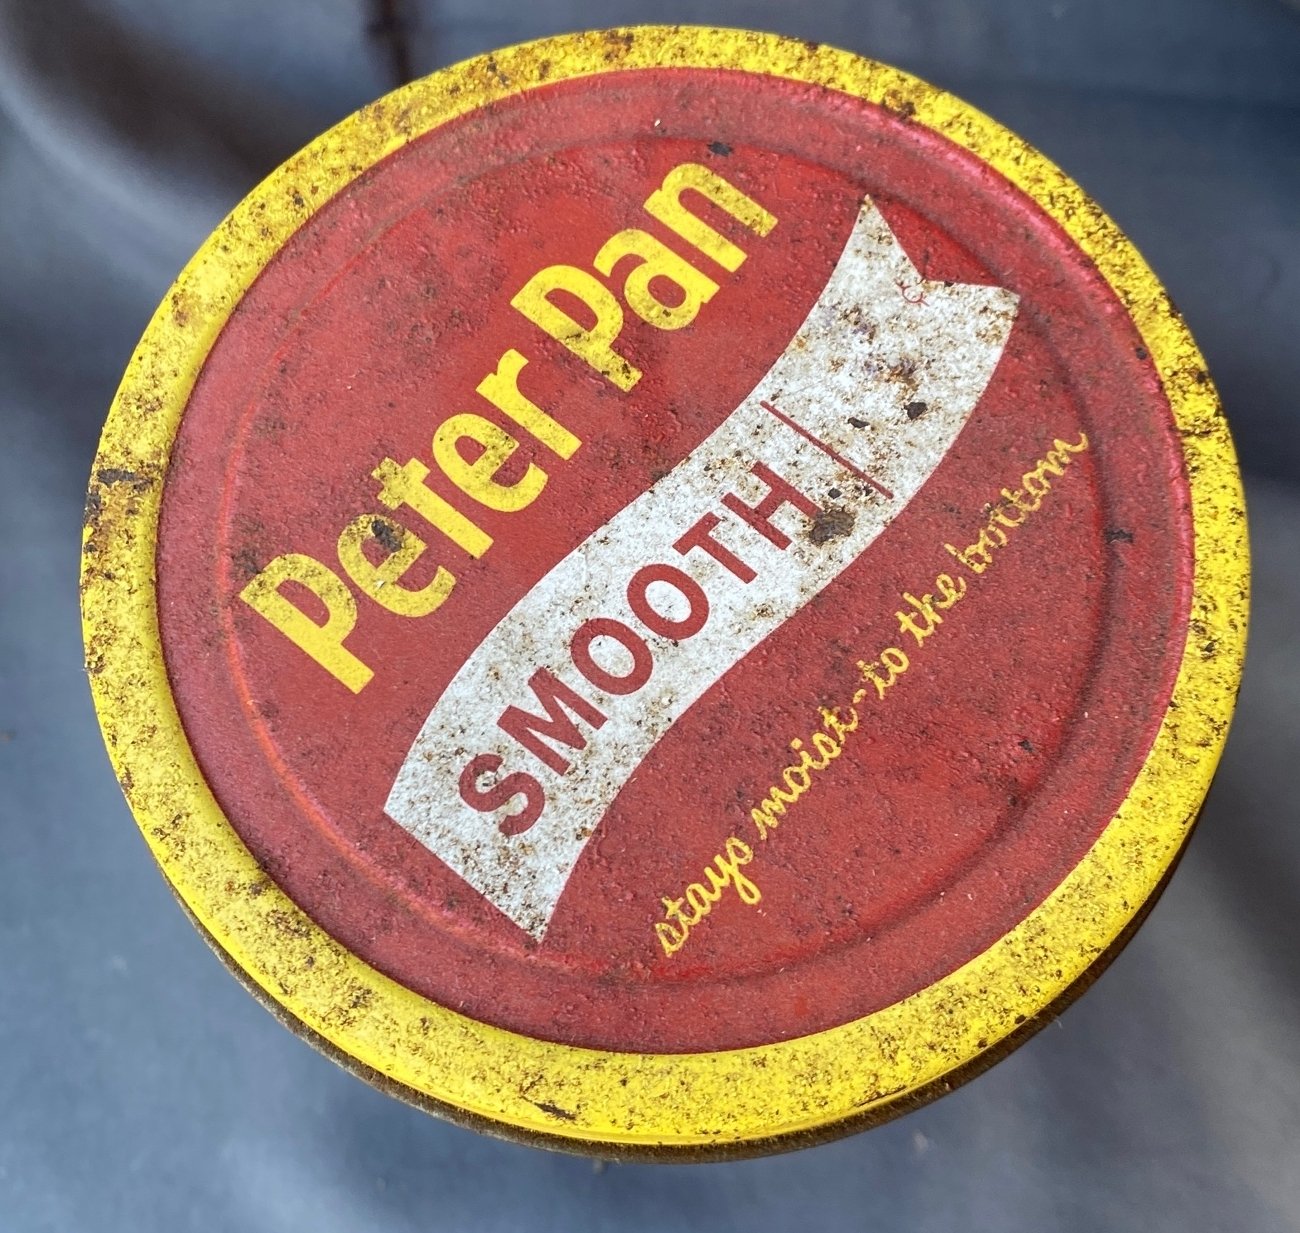 Peter Pan
SMOOTH
stays moist-to the bottom